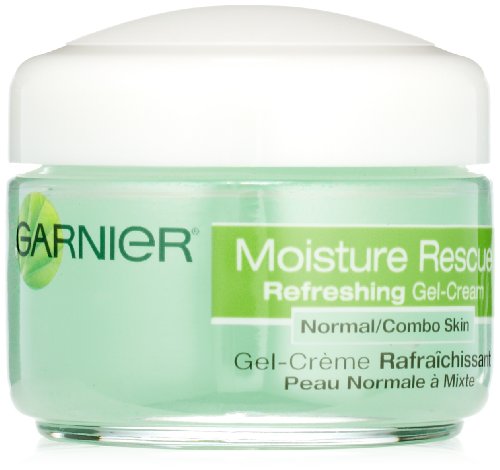 GARNIER®
Moisture Rescue
Refreshing Gel-Cream
Normal/Combo Skin
Gel-Crème Rafraîchissant
Peau Normale à Mixte